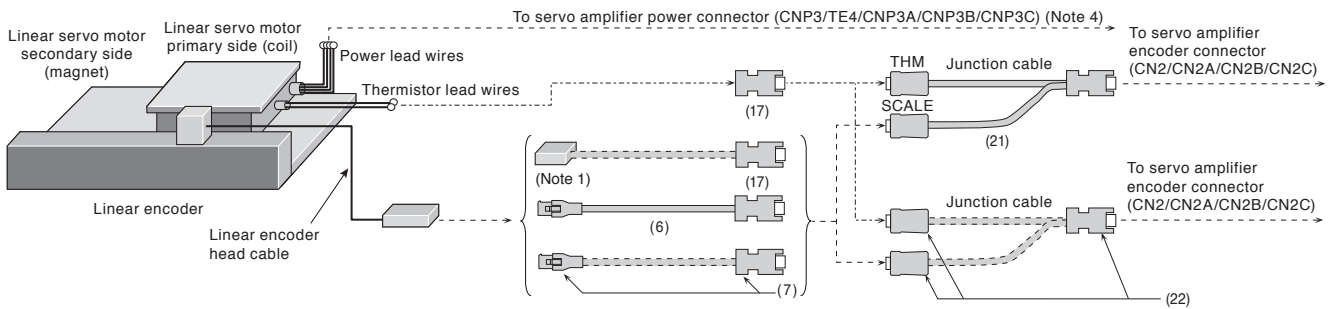 To servo amplifier power connector (CNP3/TE4/CNP3A/CNP3B/CNP3C) (Note 4)
Linear servo motor
secondary side
(magnet)
Linear servo motor
primary side (coil)
Power lead wires
Thermistor lead wires
(17)
THM
Junction cable
SCALE
(21)
To servo amplifier
encoder connector
(CN2/CN2A/CN2B/CN2C)
(Note 1)
(17)
(6)
(7)
Linear encoder
Linear encoder
head cable
Junction cable
To servo amplifier
encoder connector
(CN2/CN2A/CN2B/CN2C)
(22)